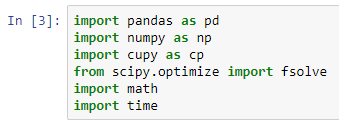 In [3]: import pandas as pd
import numpy as np
import cupy as cp
from scipy.optimize import fsolve
import math
import time